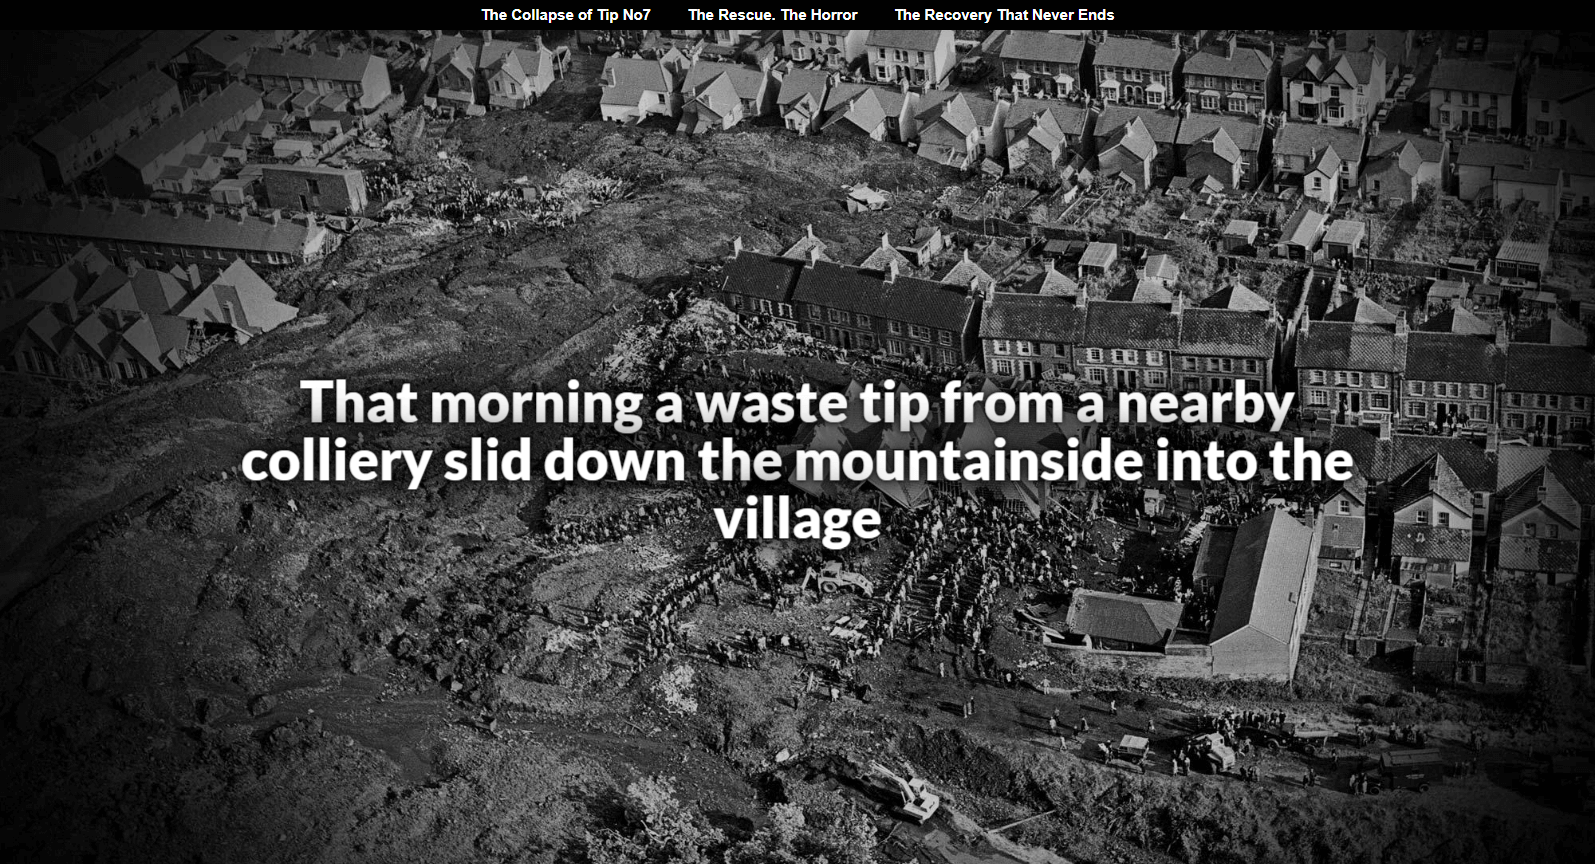 The Collapse of Tip No7 The Rescue. The Horror The Recovery That Never Ends
That morning a waste tip from a nearby
colliery slid down the mountainside into the
village